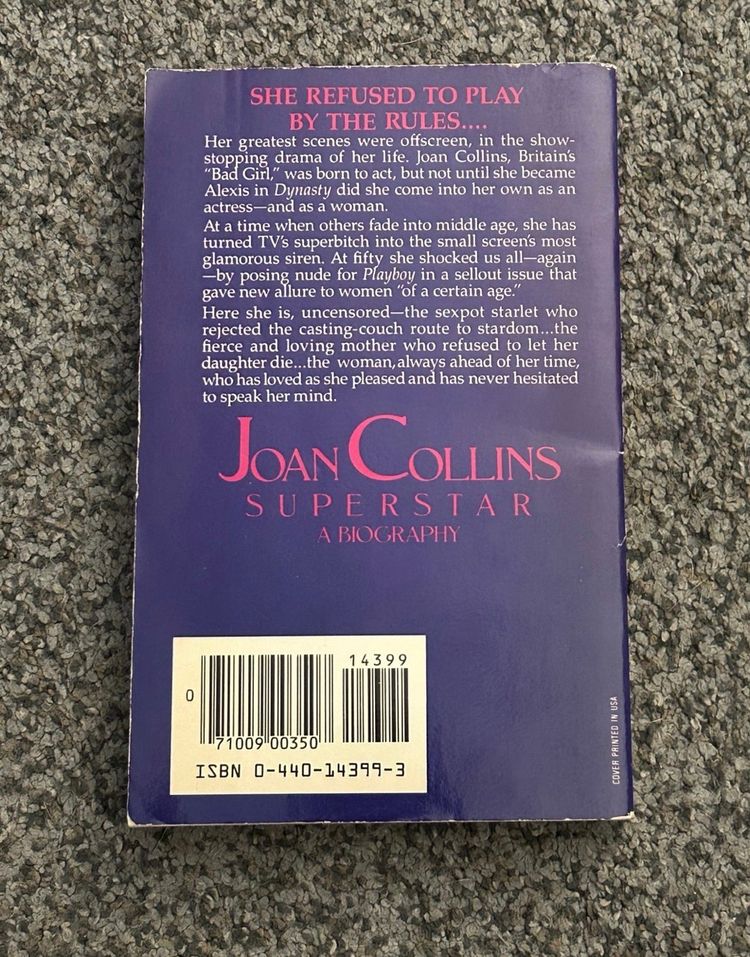 SHE REFUSED TO PLAY
BY THE RULES....
Her greatest scenes were offscreen, in the show-
stopping drama of her life. Joan Collins, Britain's
"Bad Girl," was born to act, but not until she became
Alexis in Dynasty did she come into her own as an
actress—and as a woman.
At a time when others fade into middle age, she has
turned TV's superbitch into the small screen's most
glamorous siren. At fifty she shocked us all—again
—by posing nude for Playboy in a sellout issue that
gave new allure to women "of a certain age."
Here she is, uncensored—the sexpot starlet who
rejected the casting-couch route to stardom...the
fierce and loving mother who refused to let her
daughter die...the woman, always ahead of her time,
who has loved as she pleased and has never hesitated
to speak her mind.
JOAN COLLINS
SUPERSTAR
A BIOGRAPHY
14399
0
71009 00350
ISBN 0-440-14399-3
COVER PRINTED IN USA